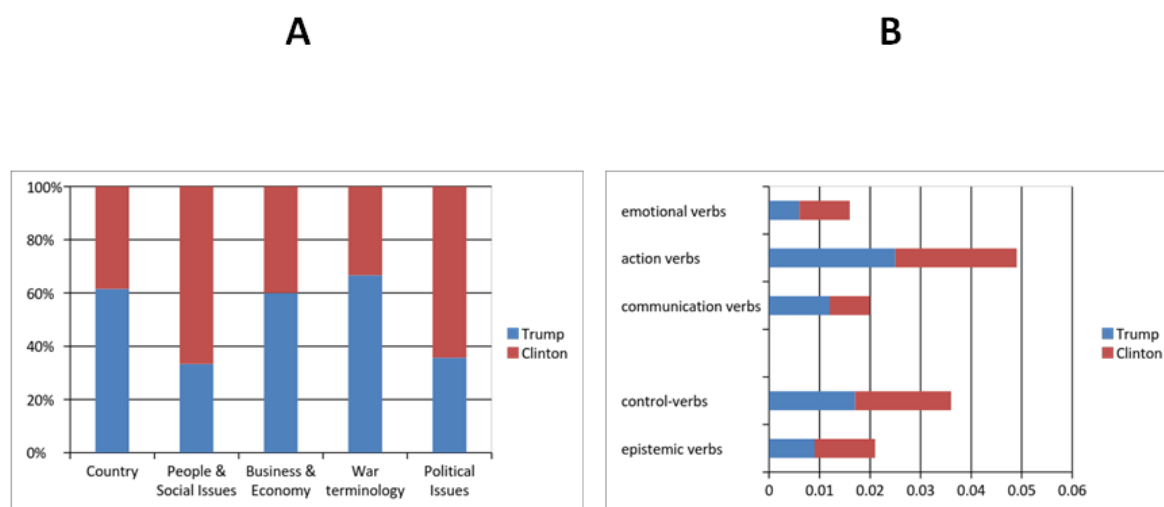 A
B
100%
80%
60%
40%
20%
0%
Country
People &
Social Issues
Business &
Economy
War
terminology
Political
Issues
Trump
Clinton
emotional verbs
action verbs
communication verbs
control-verbs
epistemic verbs
0 0.01 0.02 0.03 0.04 0.05 0.06
Trump
Clinton